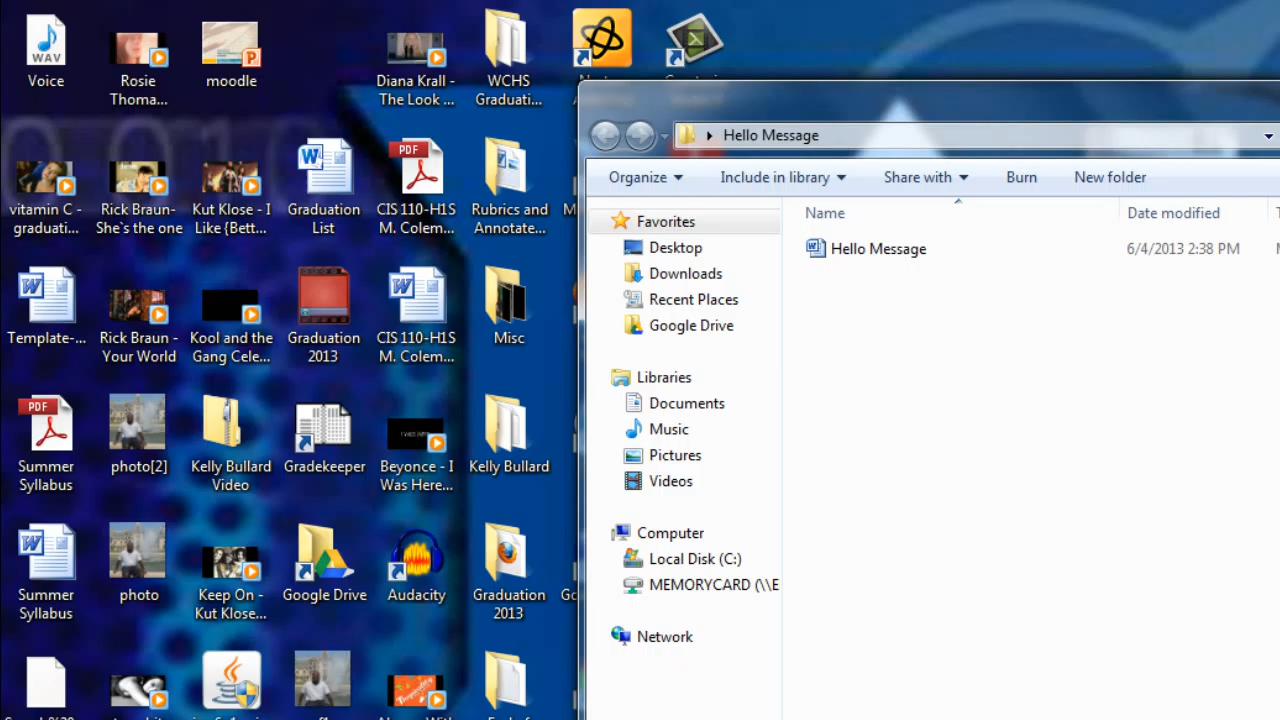 Voice
Rosie
Thoma...
moodle
Diana Krall -
The Look ...
WCHS
Graduati...
vitamin C -
graduati...
Rick Braun-
She`s the one
Kut Klose - I
Like {Bett...
Graduation
List
PDF
CIS 110-H1S
M. Colem...
Rubrics and
Annotate...
Template-...
Rick Braun -
Your World
Kool and the
Gang Cele...
Graduation
2013
CIS 110-H1S
M. Colem...
Misc
PDF
Summer
Syllabus
photo[2]
Kelly Bullard
Video
Gradekeeper
Beyonce - I
Was Here...
Kelly Bullard
Summer
Syllabus
photo
Keep On -
Kut Klose...
Google Drive
Audacity
Graduation
2013
WAV
Hello Message
Organize
Include in library
Share with
Burn
New folder
Name
Date modified
Hello Message
6/4/2013 2:38 PM
Favorites
Desktop
Downloads
Recent Places
Google Drive
Libraries
Documents
Music
Pictures
Videos
Computer
Local Disk (C:)
MEMORYCARD (\\E
Network